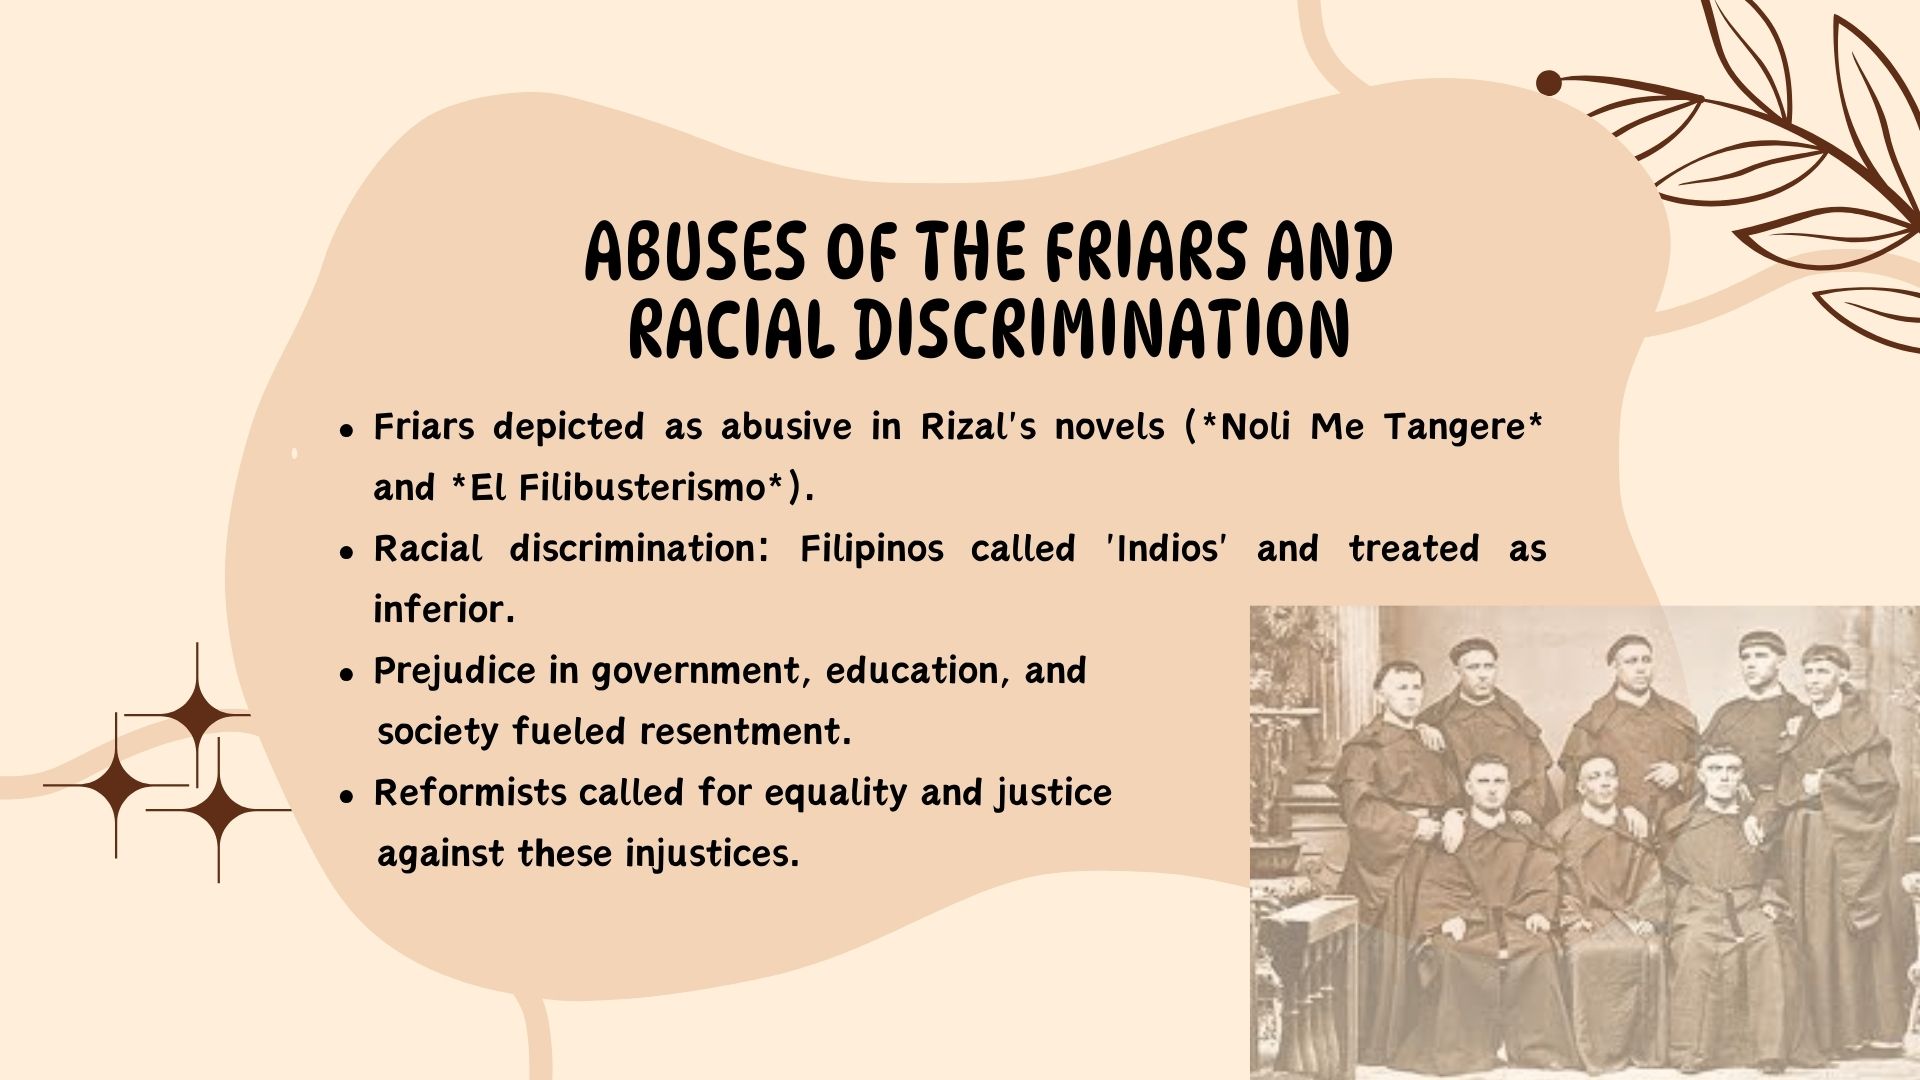 ABUSES OF THE FRIARS AND
RACIAL DISCRIMINATION
• Friars depicted as abusive in Rizal's novels (*Noli Me Tangere*
and *El Filibusterismo*).
• Racial discrimination: Filipinos called 'Indios' and treated as
inferior.
• Prejudice in government, education, and
society fueled resentment.
• Reformists called for equality and justice
against these injustices.